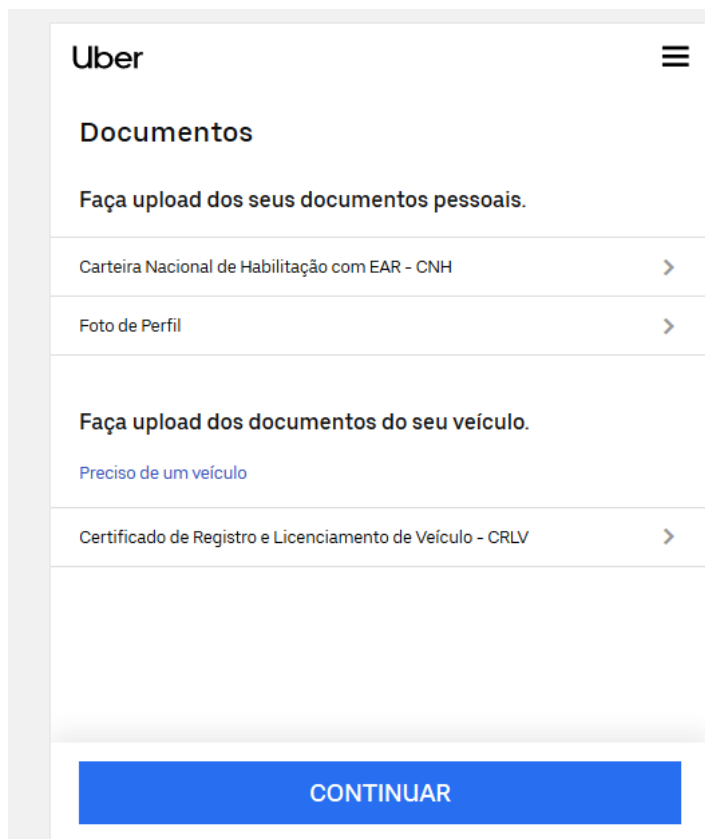 Uber
Documentos
Faça upload dos seus documentos pessoais.
Carteira Nacional de Habilitação com EAR - CNH
Foto de Perfil
Faça upload dos documentos do seu veículo.
Preciso de um veículo
Certificado de Registro e Licenciamento de Veículo - CRLV
CONTINUAR